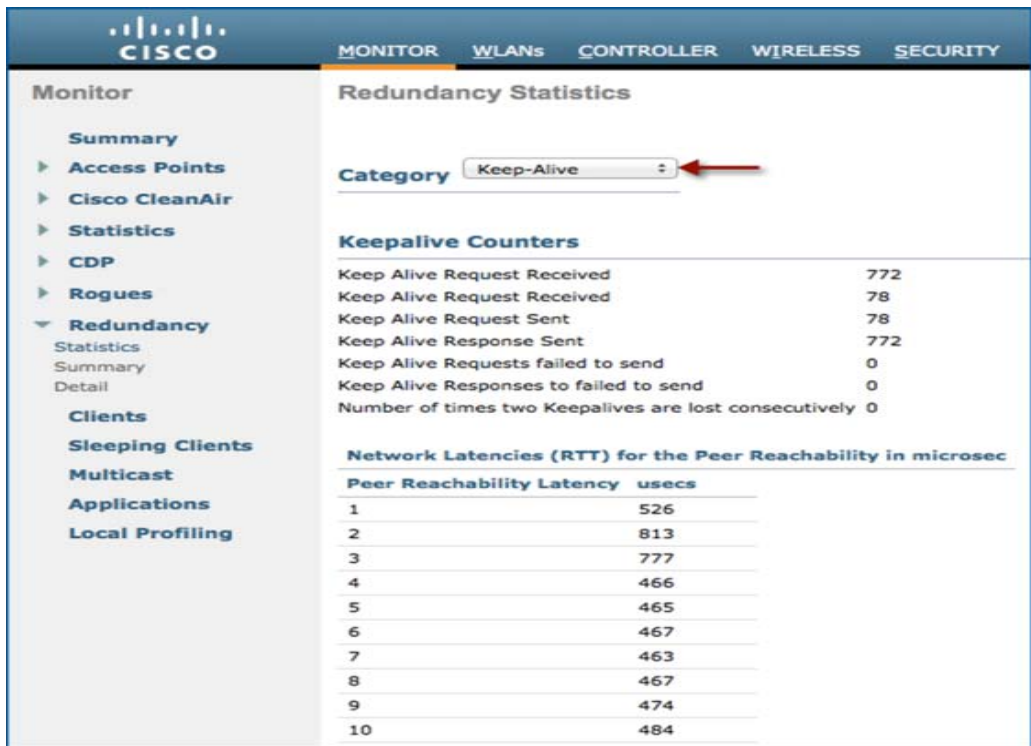 CISCO
MONITOR WLANs CONTROLLER WIRELESS SECURITY
Monitor
Summary
Access Points
Cisco CleanAir
Statistics
CDP
Rogues
Redundancy
Statistics
Summary
Detail
Clients
Sleeping Clients
Multicast
Applications
Local Profiling
Redundancy Statistics
Category Keep-Alive
Keepalive Counters
Keep Alive Request Received 772
Keep Alive Request Received 78
Keep Alive Request Sent 78
Keep Alive Response Sent 772
Keep Alive Requests failed to send 0
Keep Alive Responses to failed to send 0
Number of times two Keepalives are lost consecutively 0
Network Latencies (RTT) for the Peer Reachability in microsec
Peer Reachability Latency usecs
1 526
2 813
3 777
4 466
5 465
6 467
7 463
8 467
9 474
10 484